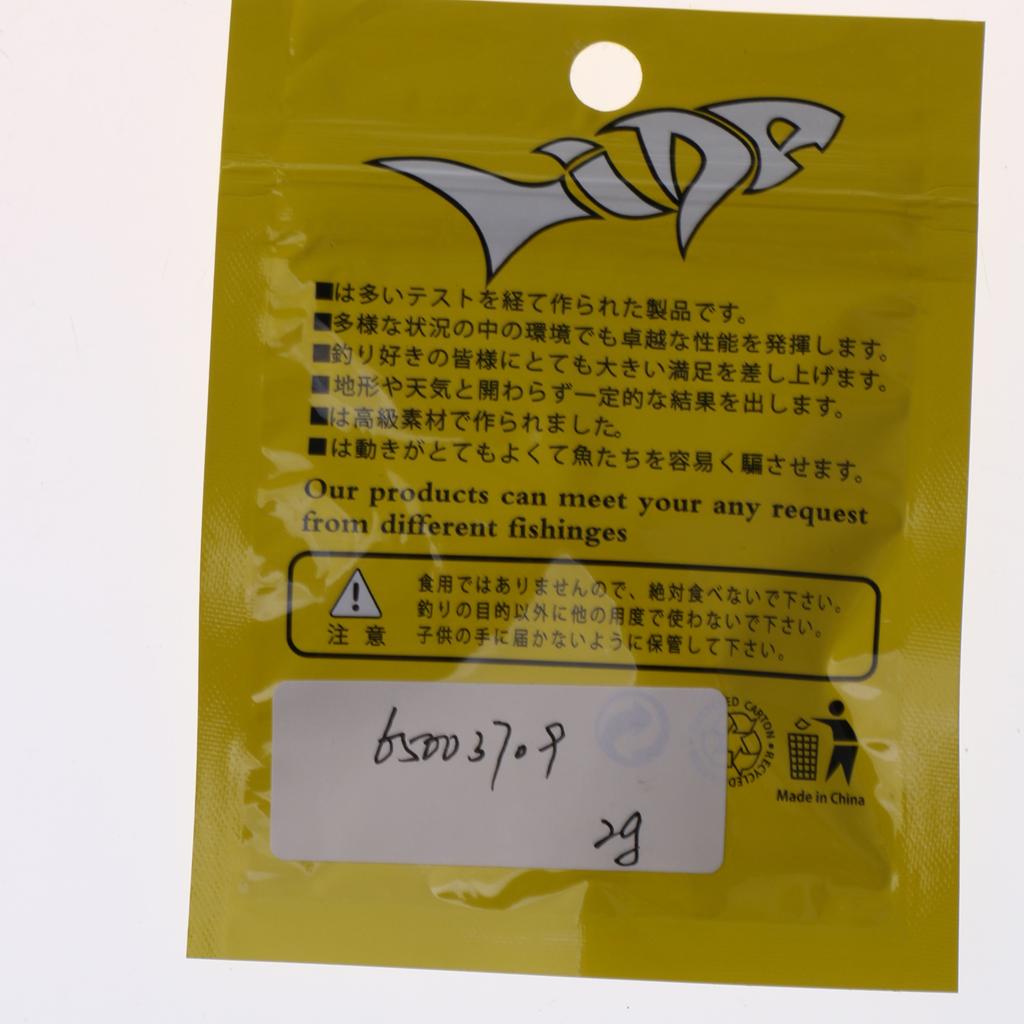 LiDA
■は多いテストを経て作られた製品です。
■多様な状況の中の環境でも卓越な性能を発揮します。
■釣り好きの皆様にとても大きい満足を差し上げます。
■地形や天気と開わらず一定的な結果を出します。
■は高級素材で作られました。
■は動きがとてもよくて魚たちを容易く騙させます。
Our products can meet your any request
from different fishinges
注意
食用ではありませんので、絶対食べないで下さい。
釣りの目的以外に他の用度で使わないで下さい。
子供の手に届かないように保管して下さい。
65003709
2g
ED CARTON • RECYCLED
Made in China